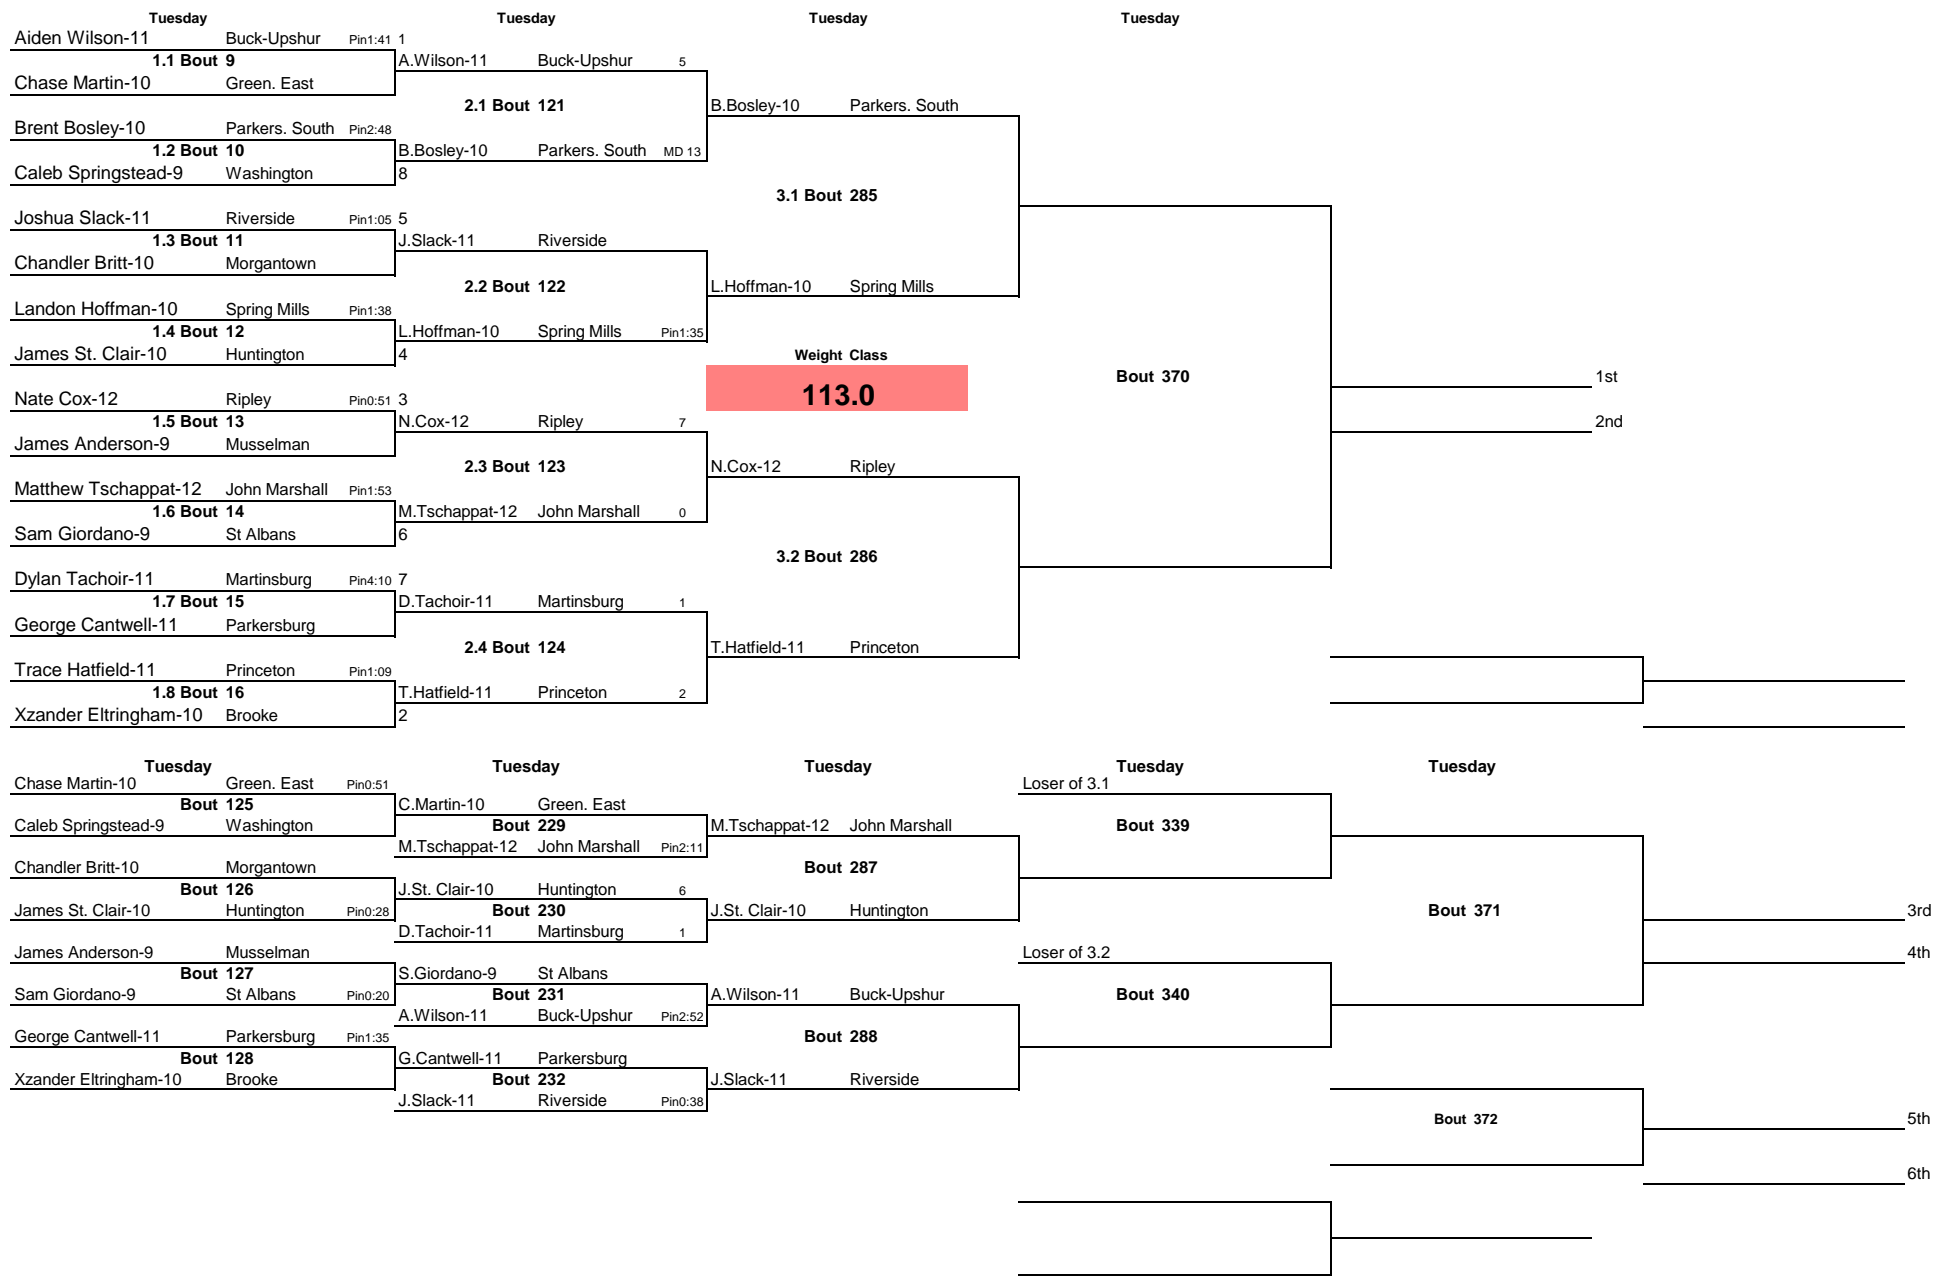 Tuesday Tuesday Tuesday Tuesday
Aiden Wilson-11 Buck-Upshur Pin1:41 1
1.1 Bout 9 A.Wilson-11 Buck-Upshur 5
Chase Martin-10 Green. East
2.1 Bout 121 B.Bosley-10 Parkers. South
Brent Bosley-10 Parkers. South Pin2:48
1.2 Bout 10 B.Bosley-10 Parkers. South MD 13
Caleb Springstead-9 Washington 8
3.1 Bout 285
Joshua Slack-11 Riverside Pin1:05 5
1.3 Bout 11 J.Slack-11 Riverside
Chandler Britt-10 Morgantown
2.2 Bout 122 L.Hoffman-10 Spring Mills
Landon Hoffman-10 Spring Mills Pin1:38
1.4 Bout 12 L.Hoffman-10 Spring Mills Pin1:35
James St. Clair-10 Huntington 4 Weight Class
Bout 370 1st
113.0
Nate Cox-12 Ripley Pin0:51 3
1.5 Bout 13 N.Cox-12 Ripley 7 2nd
James Anderson-9 Musselman
2.3 Bout 123 N.Cox-12 Ripley
Matthew Tschappat-12 John Marshall Pin1:53
1.6 Bout 14 M.Tschappat-12 John Marshall 0
Sam Giordano-9 St Albans 6
3.2 Bout 286
Dylan Tachoir-11 Martinsburg Pin4:10 7
1.7 Bout 15 D.Tachoir-11 Martinsburg 1
George Cantwell-11 Parkersburg
2.4 Bout 124 T.Hatfield-11 Princeton
Trace Hatfield-11 Princeton Pin1:09
1.8 Bout 16 T.Hatfield-11 Princeton 2
Xzander Eltringham-10 Brooke 2
Tuesday Tuesday Tuesday Tuesday Tuesday
Chase Martin-10 Green. East Pin0:51 Loser of 3.1
Bout 125 C.Martin-10 Green. East
Caleb Springstead-9 Washington Bout 229 M.Tschappat-12 John Marshall Bout 339
M.Tschappat-12 John Marshall Pin2:11
Chandler Britt-10 Morgantown Bout 287
Bout 126 J.St. Clair-10 Huntington 6
James St. Clair-10 Huntington Pin0:28 Bout 230 J.St. Clair-10 Huntington Bout 371 3rd
D.Tachoir-11 Martinsburg 1
James Anderson-9 Musselman Loser of 3.2 4th
Bout 127 S.Giordano-9 St Albans
Sam Giordano-9 St Albans Pin0:20 Bout 231 A.Wilson-11 Buck-Upshur Bout 340
A.Wilson-11 Buck-Upshur Pin2:52
George Cantwell-11 Parkersburg Pin1:35 Bout 288
Bout 128 G.Cantwell-11 Parkersburg
Xzander Eltringham-10 Brooke Bout 232 J.Slack-11 Riverside
J.Slack-11 Riverside Pin0:38
Bout 372 5th
6th